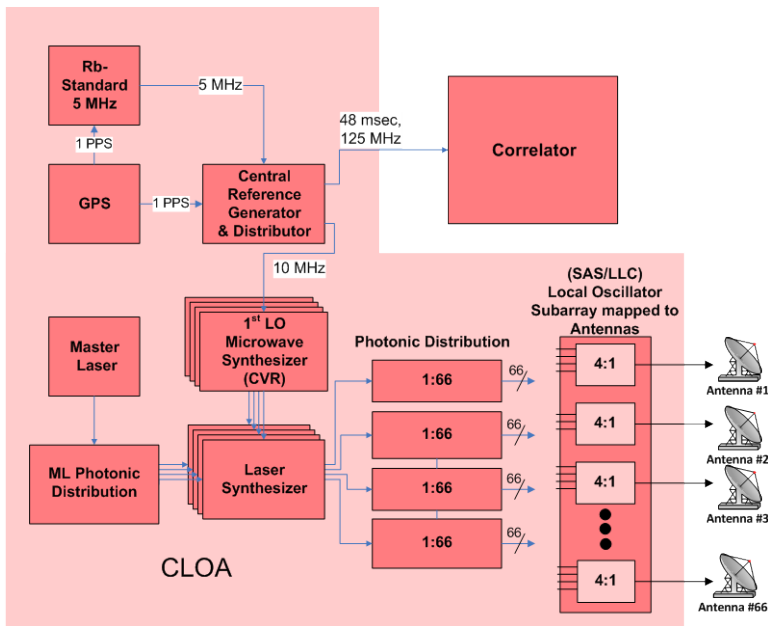 Rb-
Standard
5 MHz
5 MHz
48 msec,
125 MHz
Correlator
1 PPS
GPS
1 PPS
Central
Reference
Generator
& Distributor
10 MHz
(SAS/LLC)
Local Oscillator
Subarray mapped to
Antennas
Master
Laser
1st LO
Microwave
Synthesizer
(CVR)
Photonic Distribution
1:66
66
4:1
Antenna #1
1:66
66
4:1
Antenna #2
ML Photonic
Distribution
Laser
Synthesizer
1:66
66
4:1
Antenna #3
1:66
66
CLOA
4:1
Antenna #66